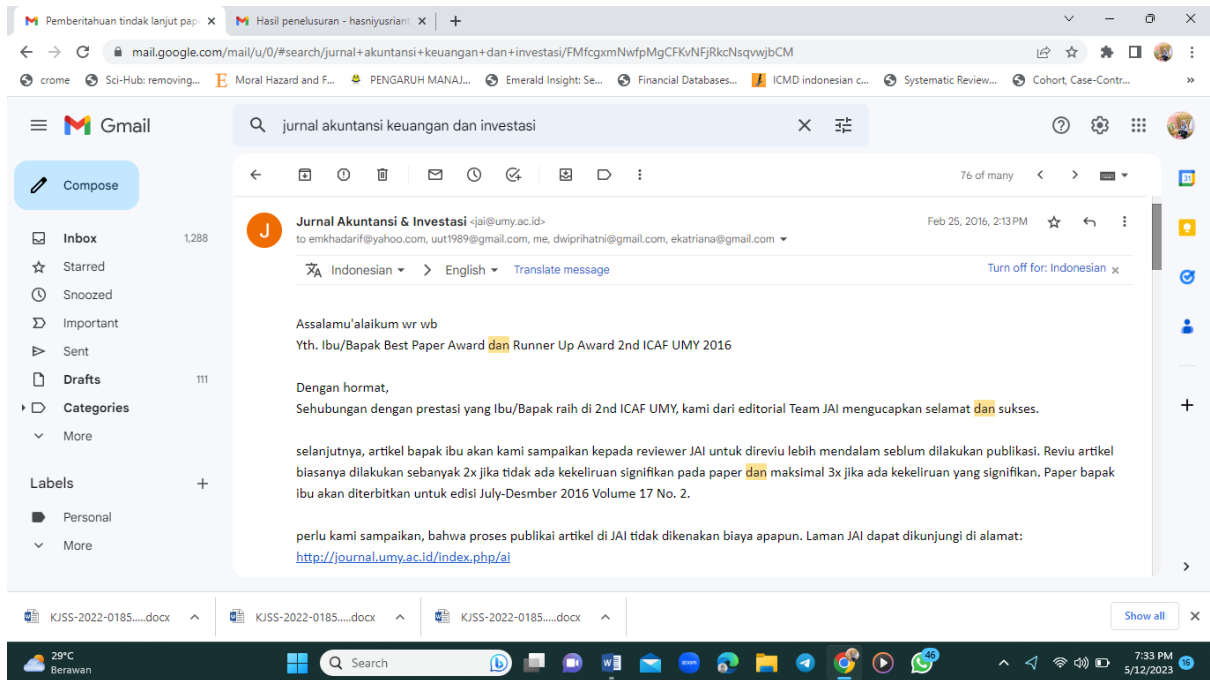 Pemberitahuan tindak lanjut pap
Hasil penelusuran - hasniyusriant
mail.google.com/mail/u/0/#search/jurnal+akuntansi+keuangan+dan+investasi/FMfcgxmNwfpMgCFKvNFjRkcNsqvwjbCM
crome Sci-Hub: removing... Moral Hazard and F... PENGARUH MANAJ... Emerald Insight: Se... Financial Databases... ICMD indonesian c... Systematic Review... Cohort, Case-Contr... »
Gmail
jurnal akuntansi keuangan dan investasi
Compose
76 of many
31
Inbox 1,288
Starred
Snoozed
Important
Sent
Drafts 111
Categories
More
Labels +
Personal
More
J
Jurnal Akuntansi & Investasi <jai@umy.ac.id> Feb 25, 2016, 2:13 PM
to emkhadarif@yahoo.com, uut1989@gmail.com, me, dwiprihatni@gmail.com, ekatriana@gmail.com
Indonesian > English Translate message Turn off for: Indonesian x
Assalamu'alaikum wr wb
Yth. Ibu/Bapak Best Paper Award dan Runner Up Award 2nd ICAF UMY 2016
Dengan hormat,
Sehubungan dengan prestasi yang Ibu/Bapak raih di 2nd ICAF UMY, kami dari editorial Team JAI mengucapkan selamat dan sukses.
selanjutnya, artikel bapak ibu akan kami sampaikan kepada reviewer JAI untuk direviu lebih mendalam seblum dilakukan publikasi. Reviu artikel
biasanya dilakukan sebanyak 2x jika tidak ada kekeliruan signifikan pada paper dan maksimal 3x jika ada kekeliruan yang signifikan. Paper bapak
ibu akan diterbitkan untuk edisi July-Desmber 2016 Volume 17 No. 2.
perlu kami sampaikan, bahwa proses publikai artikel di JAI tidak dikenakan biaya apapun. Laman JAI dapat dikunjungi di alamat:
http://journal.umy.ac.id/index.php/ai
KJSS-2022-0185.....docx KJSS-2022-0185.....docx KJSS-2022-0185.....docx Show all
29°C
Berawan
Search
zoom
46
7:33 PM
5/12/2023
16